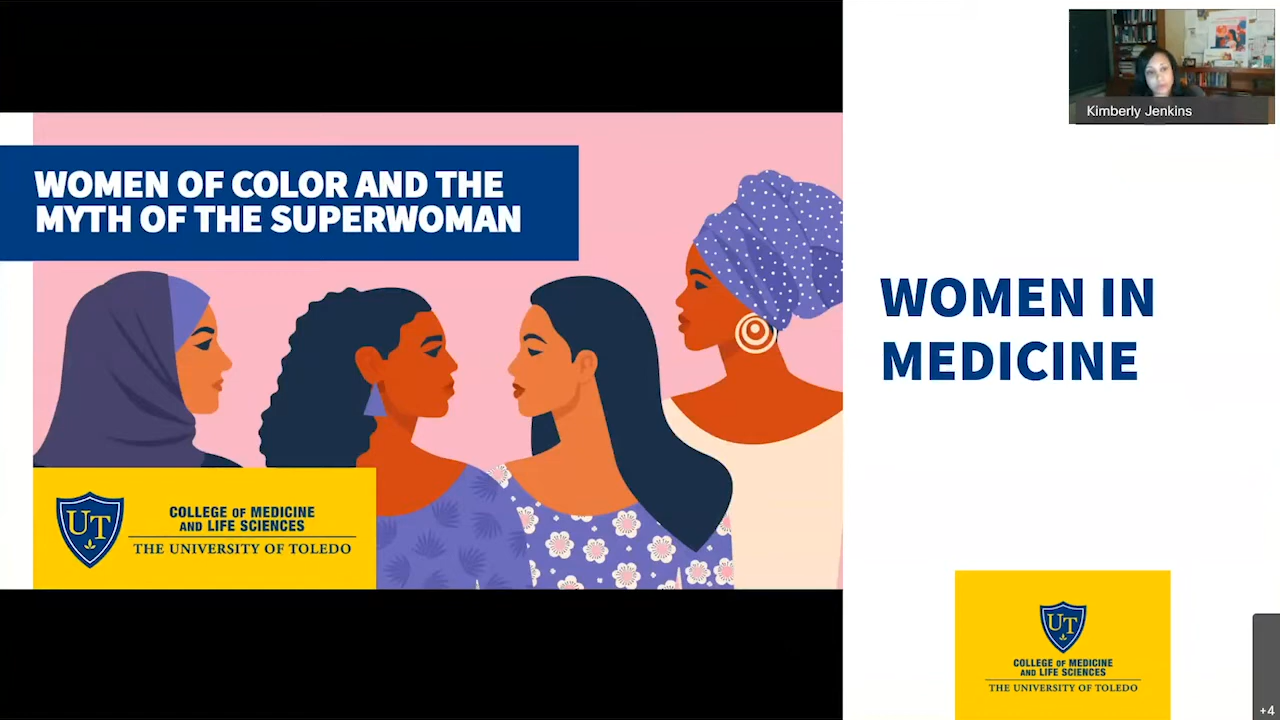 WOMEN OF COLOR AND THE
MYTH OF THE SUPERWOMAN
UT
COLLEGE OF MEDICINE
AND LIFE SCIENCES
THE UNIVERSITY OF TOLEDO
Kimberly Jenkins
WOMEN IN
MEDICINE
UT
COLLEGE OF MEDICINE
AND LIFE SCIENCES
THE UNIVERSITY OF TOLEDO
+4